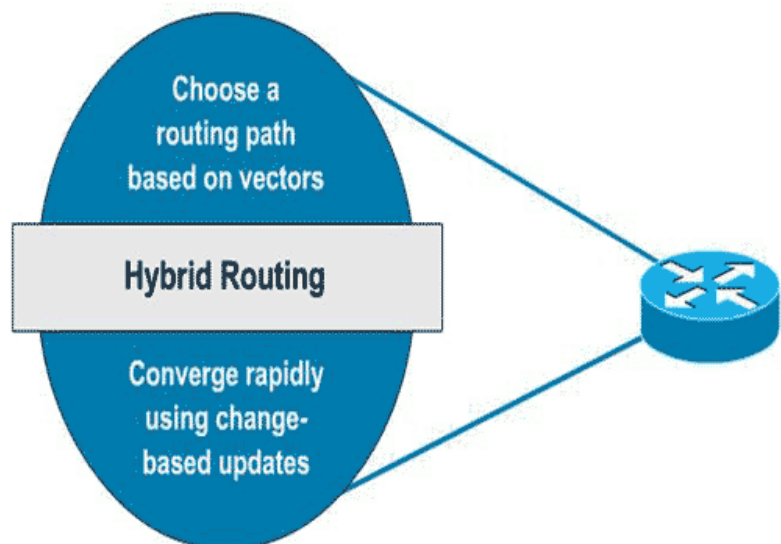 Choose a
routing path
based on vectors
Hybrid Routing
Converge rapidly
using change-
based updates